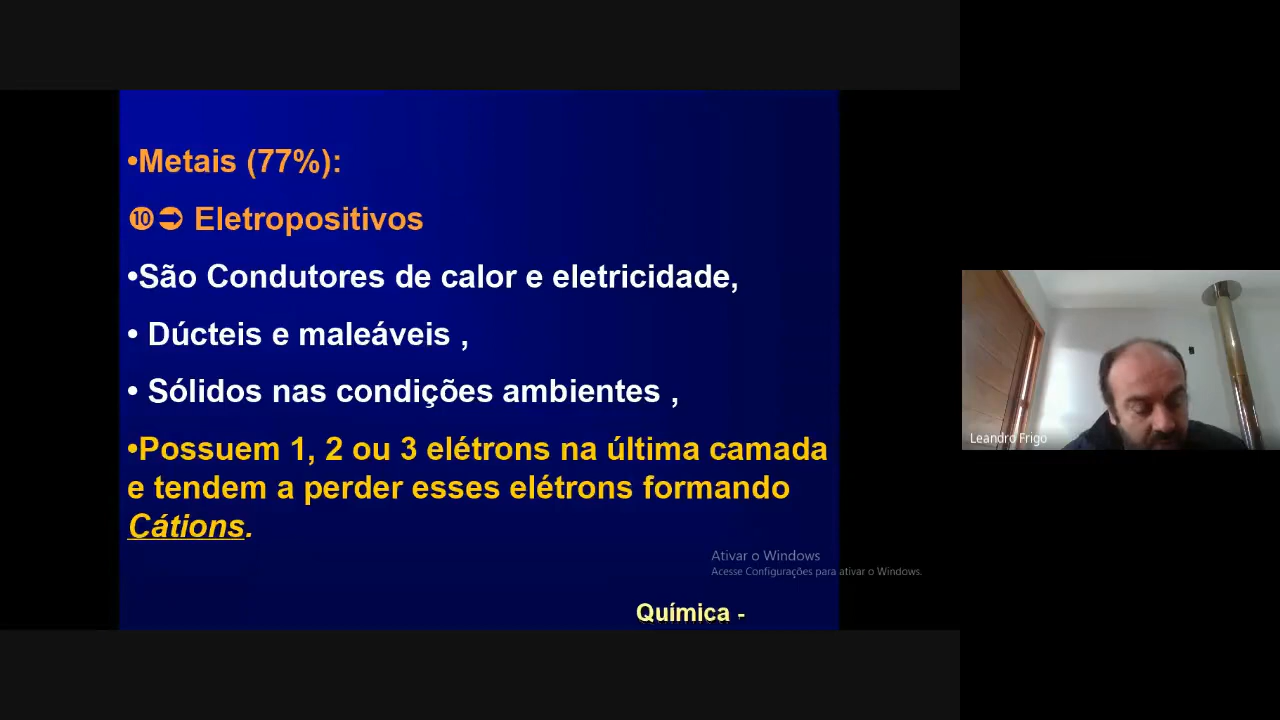 •Metais (77%):
❿➲ Eletropositivos
•São Condutores de calor e eletricidade,
• Dúcteis e maleáveis ,
• Sólidos nas condições ambientes ,
•Possuem 1, 2 ou 3 elétrons na última camada
e tendem a perder esses elétrons formando
Cátions.
Ativar o Windows
Acesse Configurações para ativar o Windows.
Química -
Leandro Frigo